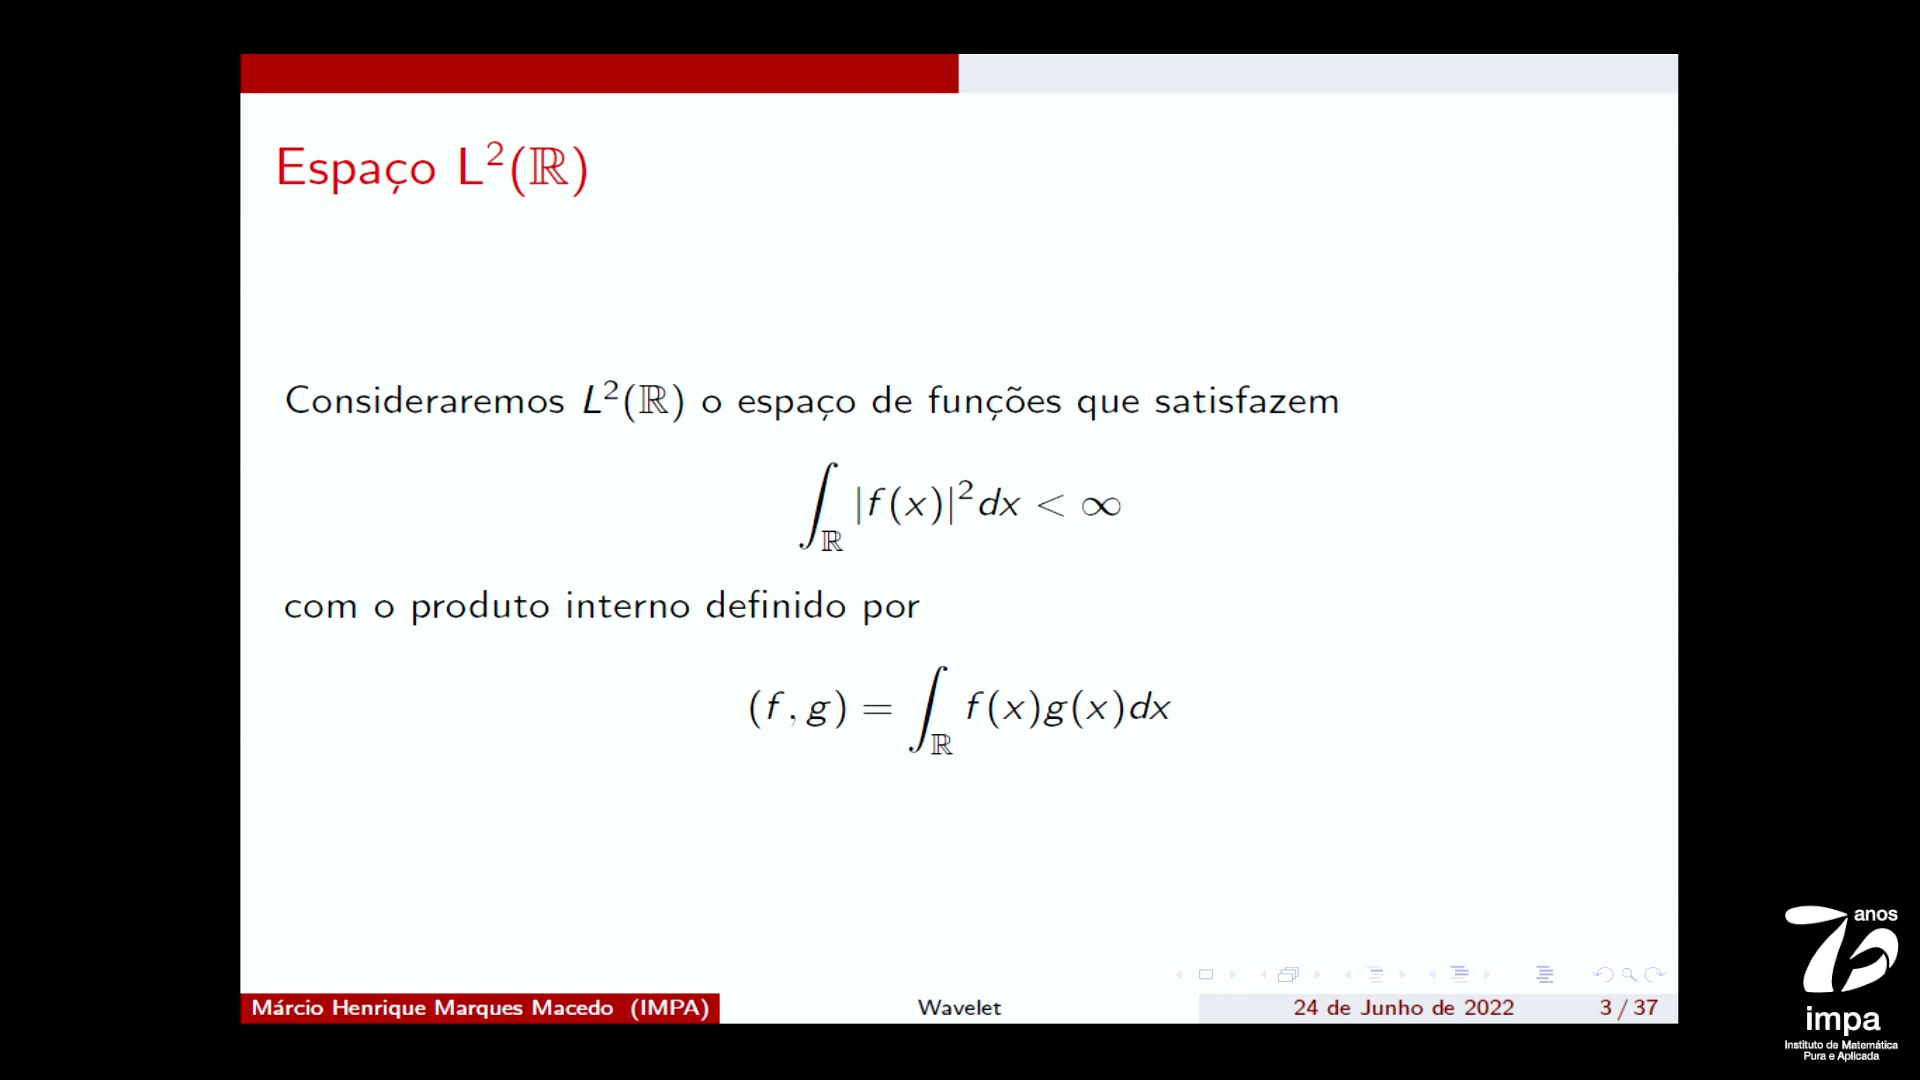 Espaço L²(ℝ)
Consideraremos L²(ℝ) o espaço de funções que satisfazem
∫_ℝ |f(x)|² dx < ∞
com o produto interno definido por
(f, g) = ∫_ℝ f(x)g(x)dx
Márcio Henrique Marques Macedo (IMPA) Wavelet 24 de Junho de 2022 3 / 37
70 anos
impa
Instituto de Matemática
Pura e Aplicada